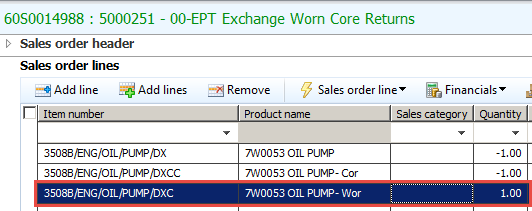 60S0014988 : 5000251 - 00-EPT Exchange Worn Core Returns
Sales order header
Sales order lines
Add line Add lines Remove Sales order line Financials
Item number Product name Sales category Quantity
3508B/ENG/OIL/PUMP/DX 7W0053 OIL PUMP -1.00
3508B/ENG/OIL/PUMP/DXCC 7W0053 OIL PUMP- Cor -1.00
3508B/ENG/OIL/PUMP/DXC 7W0053 OIL PUMP- Wor 1.00